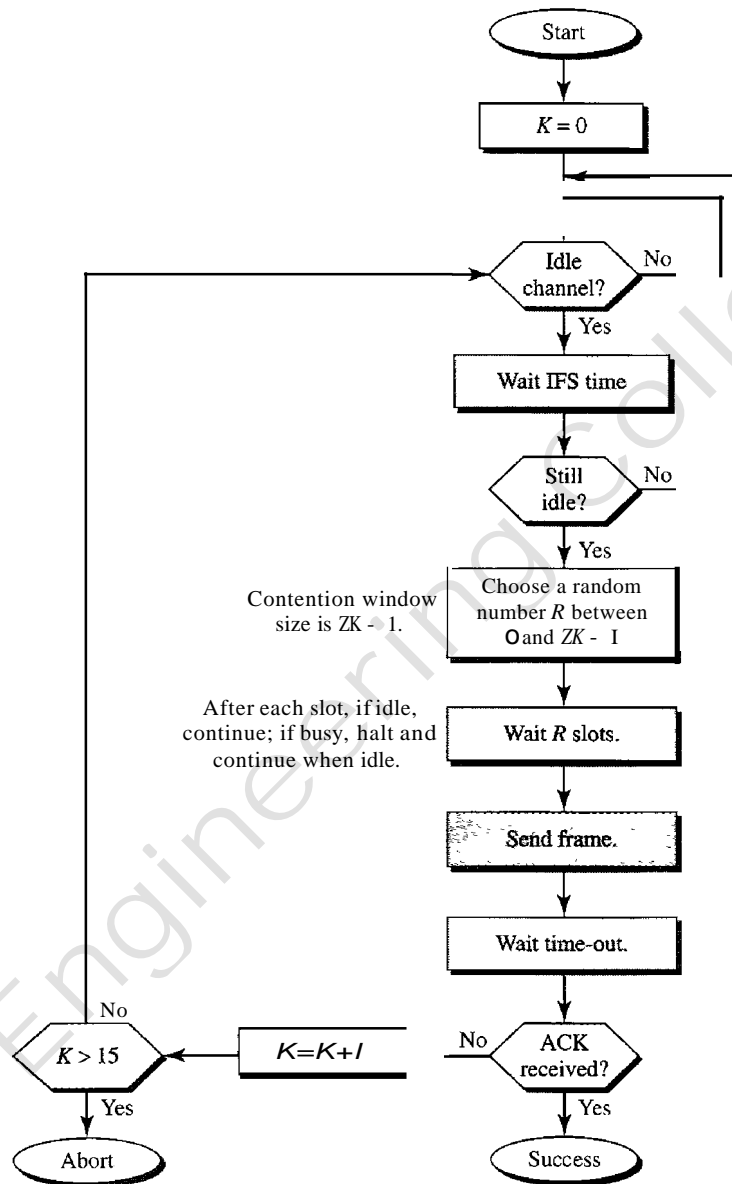 Start
K = 0
Idle
channel?
No
Yes
Wait IFS time
Still
idle?
No
Yes
Contention window
size is ZK - 1.
Choose a random
number R between
O and ZK - I
After each slot, if idle,
continue; if busy, halt and
continue when idle.
Wait R slots.
Send frame.
Wait time-out.
No
K > 15
K=K+I
No
ACK
received?
Yes
Yes
Abort
Success
Engineering Colle